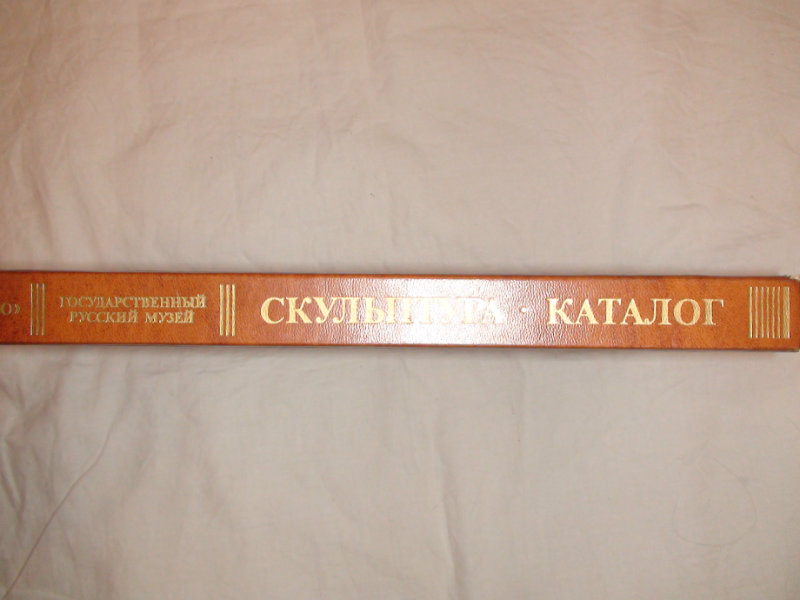 О»
ГОСУДАРСТВЕННЫЙ
РУССКИЙ МУЗЕЙ
СКУЛЬПТУРА · КАТАЛОГ